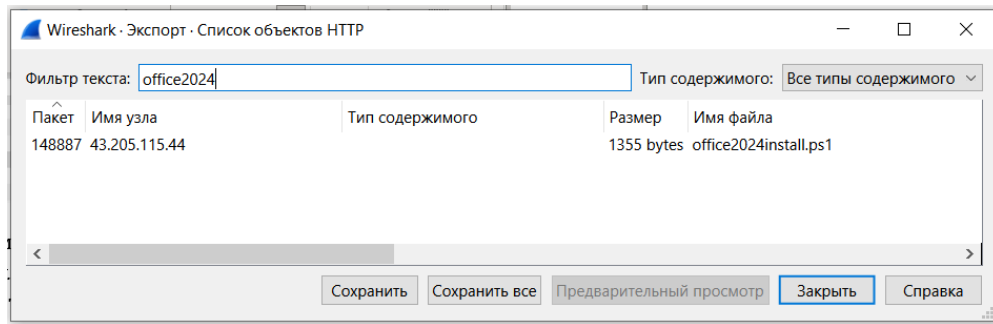 Wireshark · Экспорт · Список объектов HTTP
Фильтр текста: office2024 Тип содержимого: Все типы содержимого
Пакет Имя узла Тип содержимого Размер Имя файла
148887 43.205.115.44 1355 bytes office2024install.ps1
Сохранить Сохранить все Предварительный просмотр Закрыть Справка